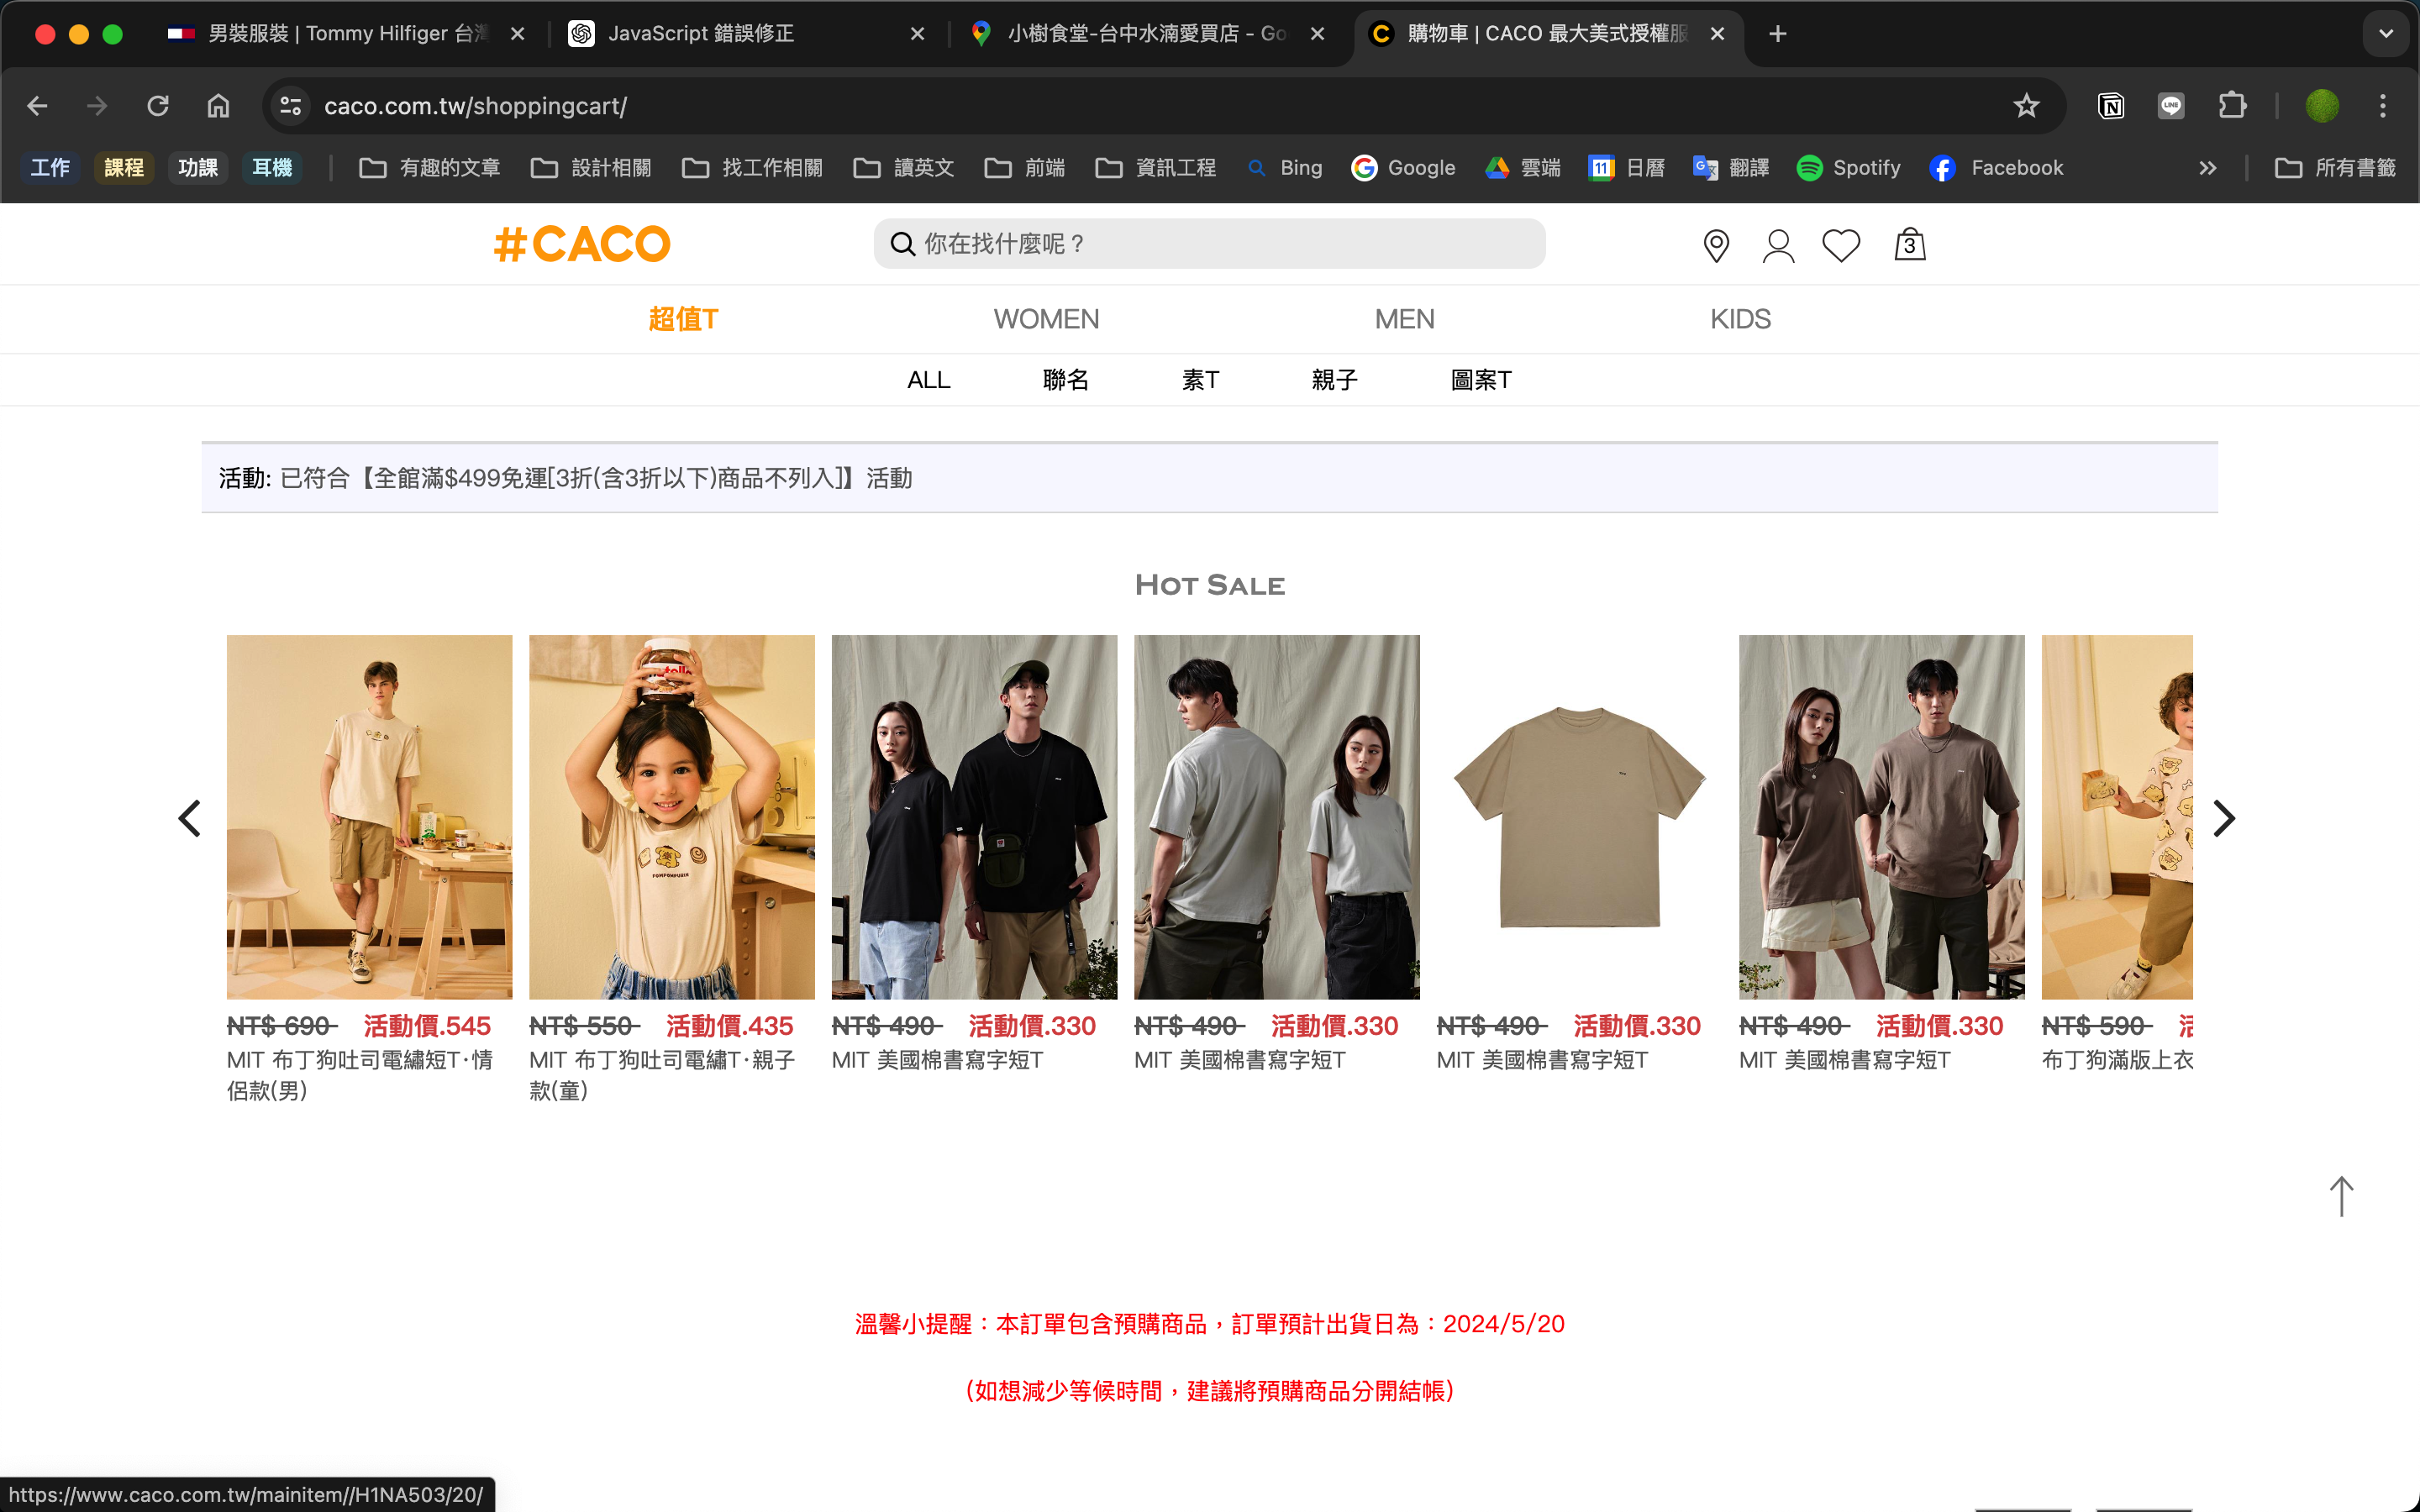 男裝服裝 | Tommy Hilfiger 台灣
JavaScript 錯誤修正
小樹食堂-台中水湳愛買店 - Go
購物車 | CACO 最大美式授權服
caco.com.tw/shoppingcart/
工作 課程 功課 耳機 有趣的文章 設計相關 找工作相關 讀英文 前端 資訊工程 Bing Google 雲端 日曆 翻譯 Spotify Facebook 所有書籤
#CACO
你在找什麼呢？
3
超值T WOMEN MEN KIDS
ALL 聯名 素T 親子 圖案T
活動: 已符合【全館滿$499免運[3折(含3折以下)商品不列入]】活動
HOT SALE
NT$ 690 活動價.545
MIT 布丁狗吐司電繡短T·情
侶款(男)
NT$ 550 活動價.435
MIT 布丁狗吐司電繡T·親子
款(童)
NT$ 490 活動價.330
MIT 美國棉書寫字短T
NT$ 490 活動價.330
MIT 美國棉書寫字短T
NT$ 490 活動價.330
MIT 美國棉書寫字短T
NT$ 490 活動價.330
MIT 美國棉書寫字短T
NT$ 590
布丁狗滿版上衣
溫馨小提醒：本訂單包含預購商品，訂單預計出貨日為：2024/5/20
(如想減少等候時間，建議將預購商品分開結帳)
https://www.caco.com.tw/mainitem//H1NA503/20/